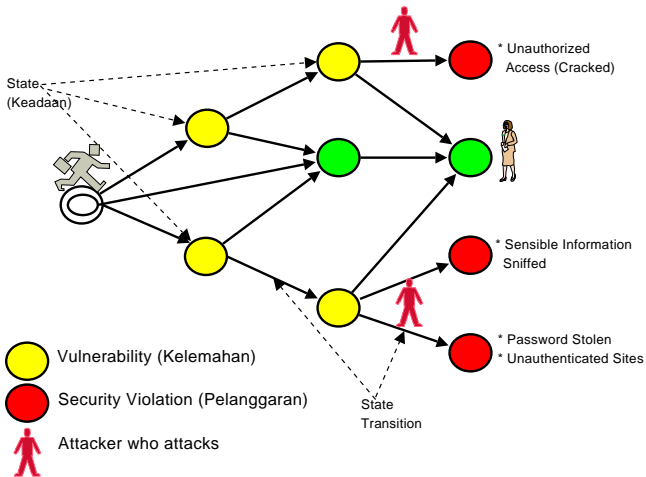 * Unauthorized
Access (Cracked)
State
(Keadaan)
* Sensible Information
Sniffed
* Password Stolen
* Unauthenticated Sites
State
Transition
Vulnerability (Kelemahan)
Security Violation (Pelanggaran)
Attacker who attacks